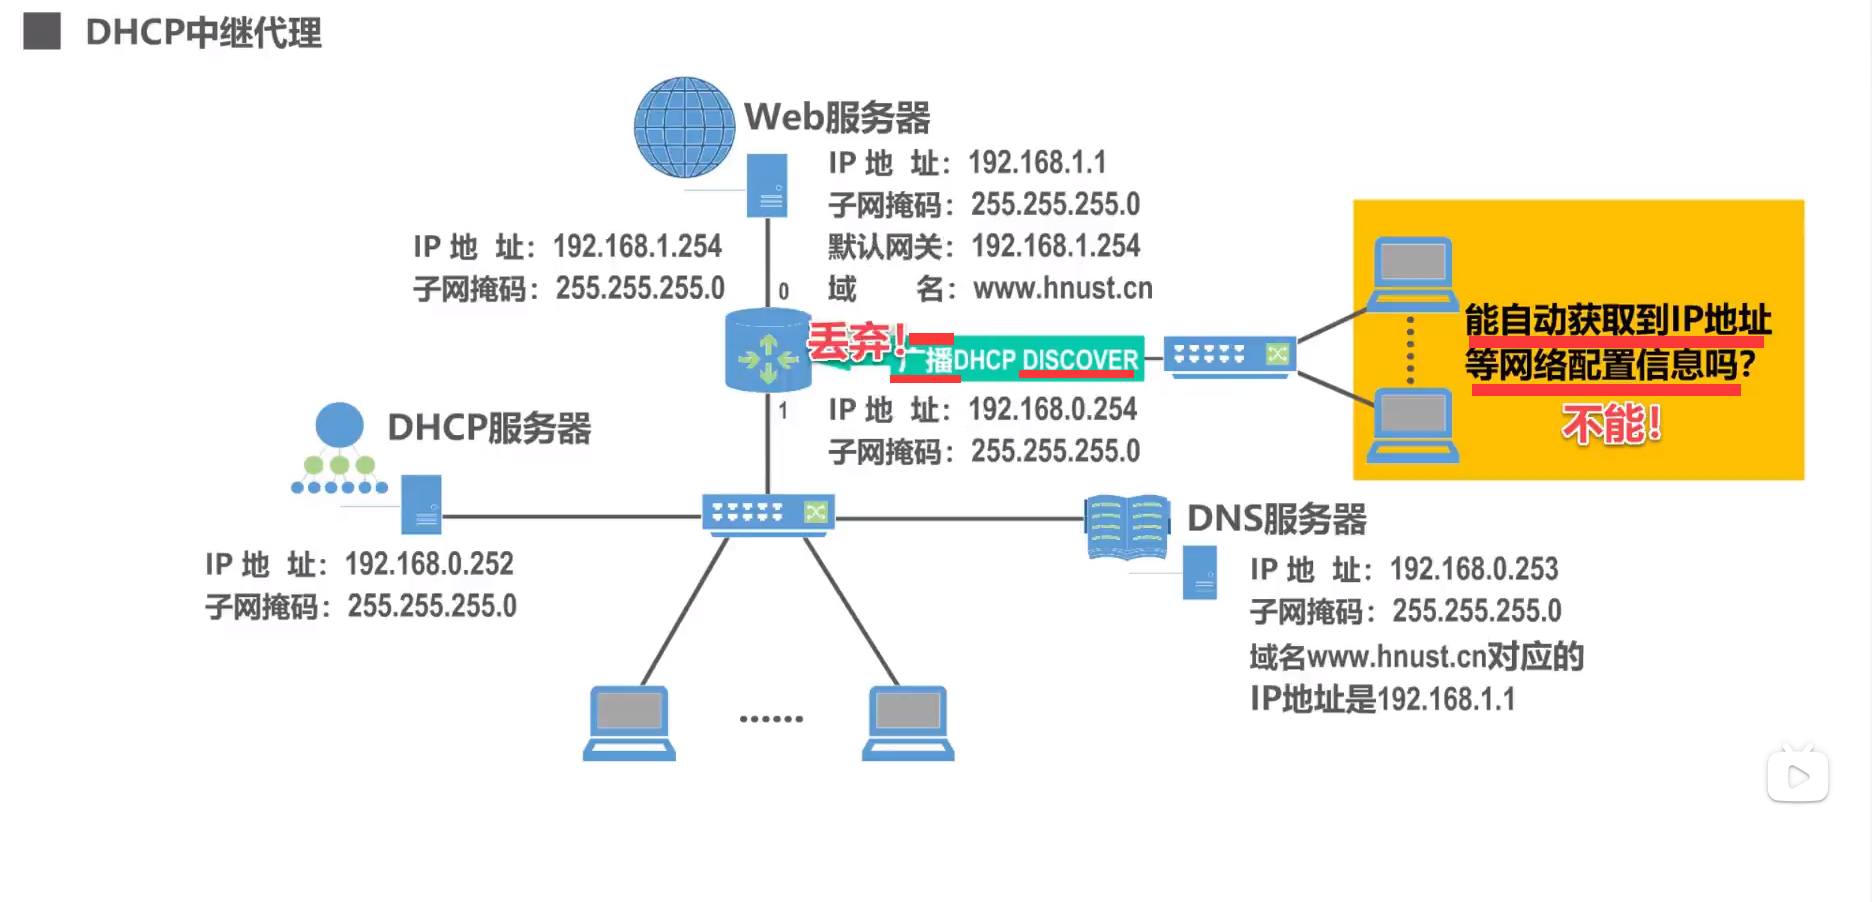 DHCP中继代理
Web服务器
IP 地 址：192.168.1.1
子网掩码：255.255.255.0
默认网关：192.168.1.254
域 名：www.hnust.cn
IP 地 址：192.168.1.254
子网掩码：255.255.255.0
0
丢弃！
广播DHCP DISCOVER
能自动获取到IP地址
等网络配置信息吗？
不能！
1
IP 地 址：192.168.0.254
子网掩码：255.255.255.0
DHCP服务器
IP 地 址：192.168.0.252
子网掩码：255.255.255.0
DNS服务器
IP 地 址：192.168.0.253
子网掩码：255.255.255.0
域名www.hnust.cn对应的
IP地址是192.168.1.1